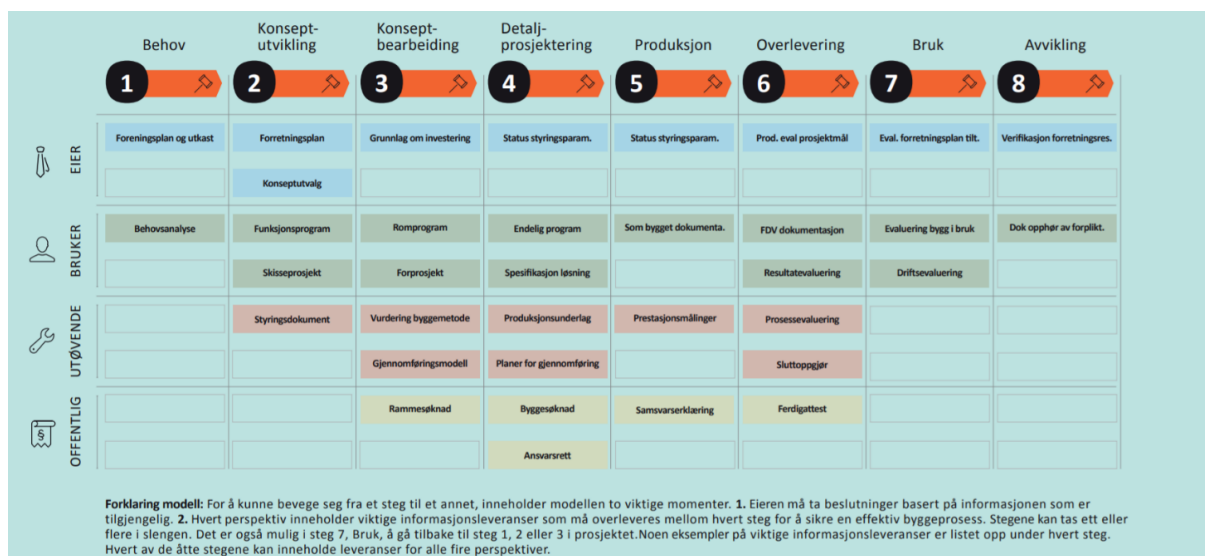 Behov
Konsept-
utvikling
Konsept-
bearbeiding
Detalj-
prosjektering
Produksjon
Overlevering
Bruk
Avvikling
1
2
3
4
5
6
7
8
EIER
Foreningsplan og utkast
Forretningsplan
Grunnlag om investering
Status styringsparam.
Status styringsparam.
Prod. eval prosjektmål
Eval. forretningsplan tilt.
Verifikasjon forretningsres.
Konseptutvalg
BRUKER
Behovsanalyse
Funksjonsprogram
Romprogram
Endelig program
Som bygget dokumenta.
FDV dokumentasjon
Evaluering bygg i bruk
Dok opphør av forplikt.
Skisseprosjekt
Forprosjekt
Spesifikasjon løsning
Resultatevaluering
Driftsevaluering
UTØVENDE
Styringsdokument
Vurdering byggemetode
Produksjonsunderlag
Prestasjonsmålinger
Prosessevaluering
Gjennomføringsmodell
Planer for gjennomføring
Sluttoppgjør
OFFENTLIG
§
Rammesøknad
Byggesøknad
Samsvarserklæring
Ferdigattest
Ansvarsrett
Forklaring modell: For å kunne bevege seg fra et steg til et annet, inneholder modellen to viktige momenter. 1. Eieren må ta beslutninger basert på informasjonen som er
tilgjengelig. 2. Hvert perspektiv inneholder viktige informasjonsleveranser som må overleveres mellom hvert steg for å sikre en effektiv byggeprosess. Stegene kan tas ett eller
flere i slengen. Det er også mulig i steg 7, Bruk, å gå tilbake til steg 1, 2 eller 3 i prosjektet.Noen eksempler på viktige informasjonsleveranser er listet opp under hvert steg.
Hvert av de åtte stegene kan inneholde leveranser for alle fire perspektiver.